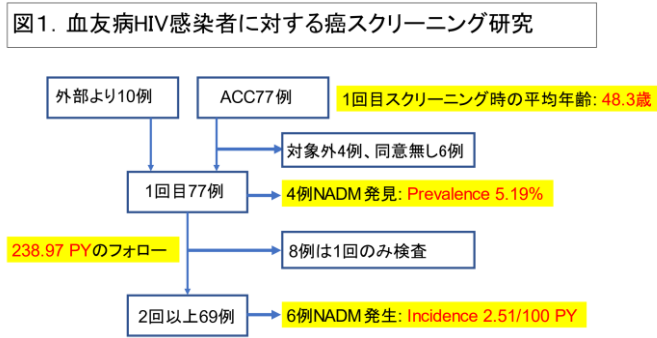 図1．血友病HIV感染者に対する癌スクリーニング研究
外部より10例
ACC77例
1回目スクリーニング時の平均年齢: 48.3歳
対象外4例、同意無し6例
1回目77例
4例NADM発見: Prevalence 5.19%
238.97 PYのフォロー
8例は1回のみ検査
2回以上69例
6例NADM発生: Incidence 2.51/100 PY